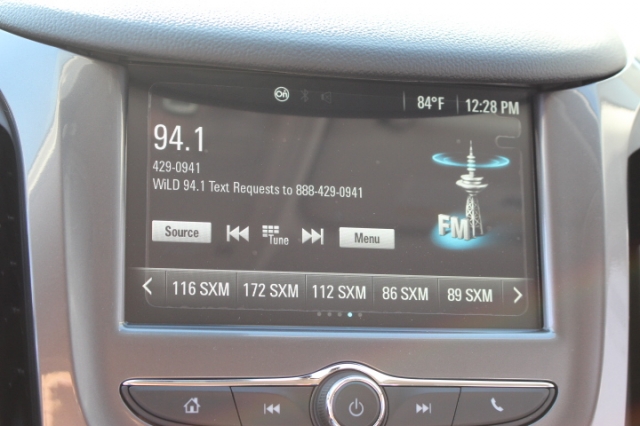 84°F 12:28 PM
94.1
429-0941
WiLD 94.1 Text Requests to 888-429-0941
FM
Source Tune Menu
116 SXM 172 SXM 112 SXM 86 SXM 89 SXM